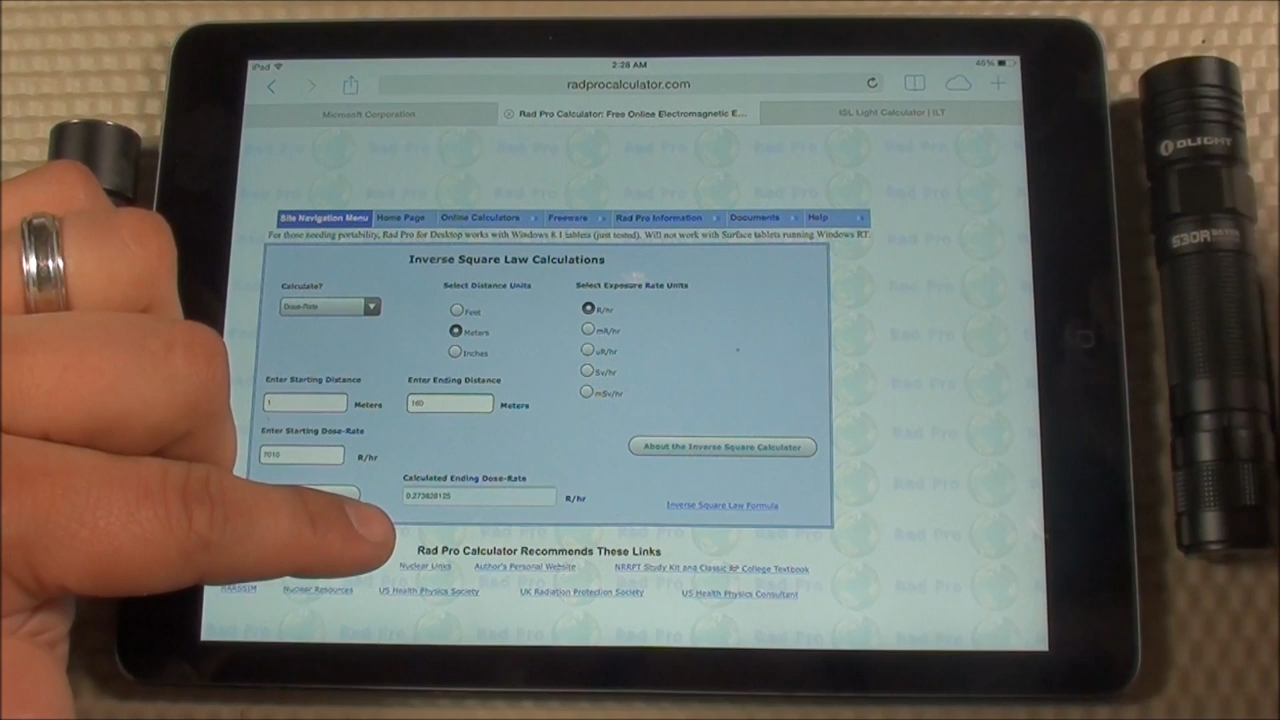 iPad 2:28 AM 46%
radprocalculator.com
Microsoft Corporation Rad Pro Calculator: Free Online Electromagnetic E... ISL Light Calculator | ILT
Site Navigation Menu Home Page Online Calculators Freeware Rad Pro Information Documents Help
For those needing portability, Rad Pro for Desktop works with Windows 8.1 tablets (just tested). Will not work with Surface tablets running Windows RT.
Inverse Square Law Calculations
Calculate? Select Distance Units Select Exposure Rate Units
Dose-Rate Feet R/hr
Meters mR/hr
Inches uR/hr
Sv/hr
mSv/hr
Enter Starting Distance Enter Ending Distance
1 Meters 160 Meters
Enter Starting Dose-Rate
7010 R/hr
About the Inverse Square Calculator
Calculated Ending Dose-Rate
0.273828125 R/hr
Inverse Square Law Formula
Rad Pro Calculator Recommends These Links
Nuclear Links Author's Personal Website NRRPT Study Kit and Classic RP College Textbook
MARSSIM Nuclear Resources US Health Physics Society UK Radiation Protection Society US Health Physics Consultant
OLIGHT
S30R
Rad Pro